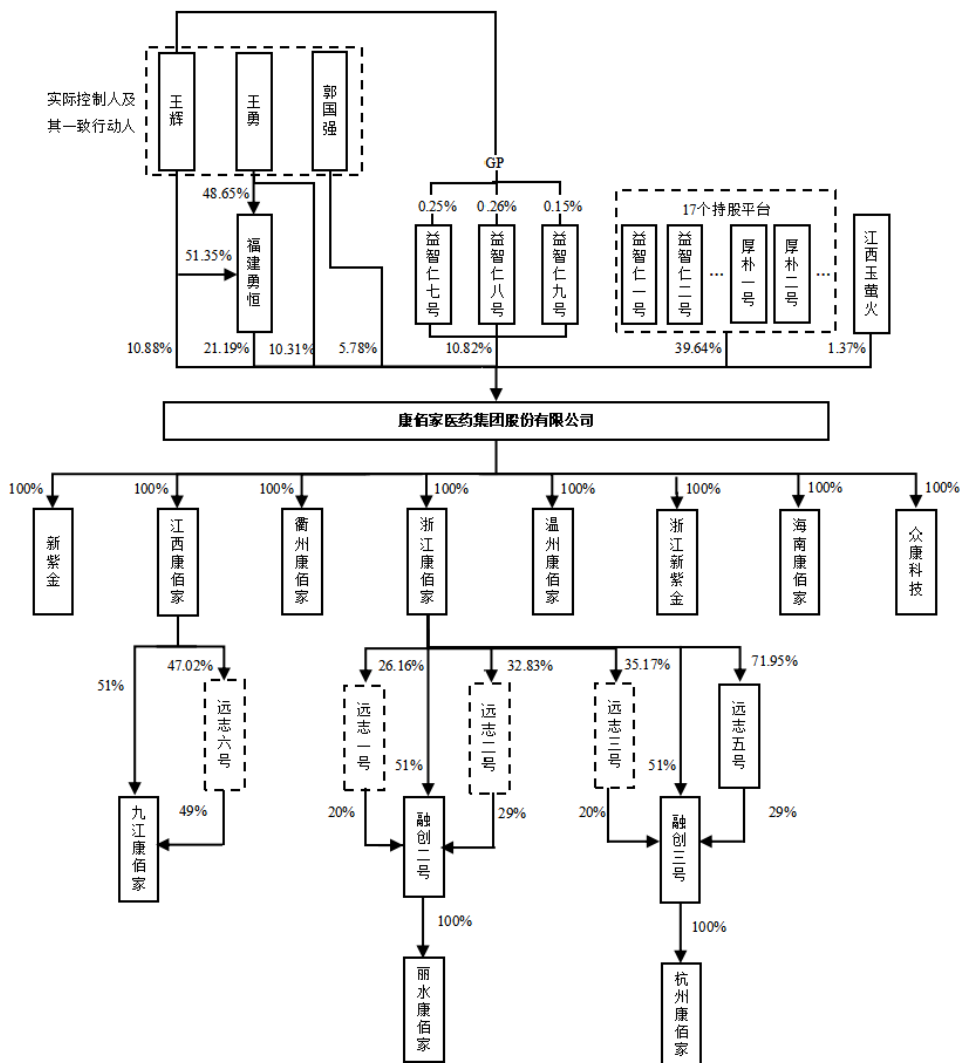 实际控制人及
其一致行动人
王辉
王勇
郭国强
GP
48.65%
0.25%
0.26%
0.15%
17个持股平台
51.35%
福建勇恒
益智仁七号
益智仁八号
益智仁九号
益智仁一号
益智仁二号
...
厚朴一号
厚朴二号
...
江西玉萤火
10.88%
21.19%
10.31%
5.78%
10.82%
39.64%
1.37%
康佰家医药集团股份有限公司
100%
100%
100%
100%
100%
100%
100%
100%
新紫金
江西康佰家
衢州康佰家
浙江康佰家
温州康佰家
浙江新紫金
海南康佰家
众康科技
47.02%
26.16%
32.83%
35.17%
71.95%
51%
远志六号
远志一号
远志二号
远志三号
远志五号
51%
51%
49%
20%
29%
20%
29%
九江康佰家
融创二号
融创三号
100%
100%
丽水康佰家
杭州康佰家